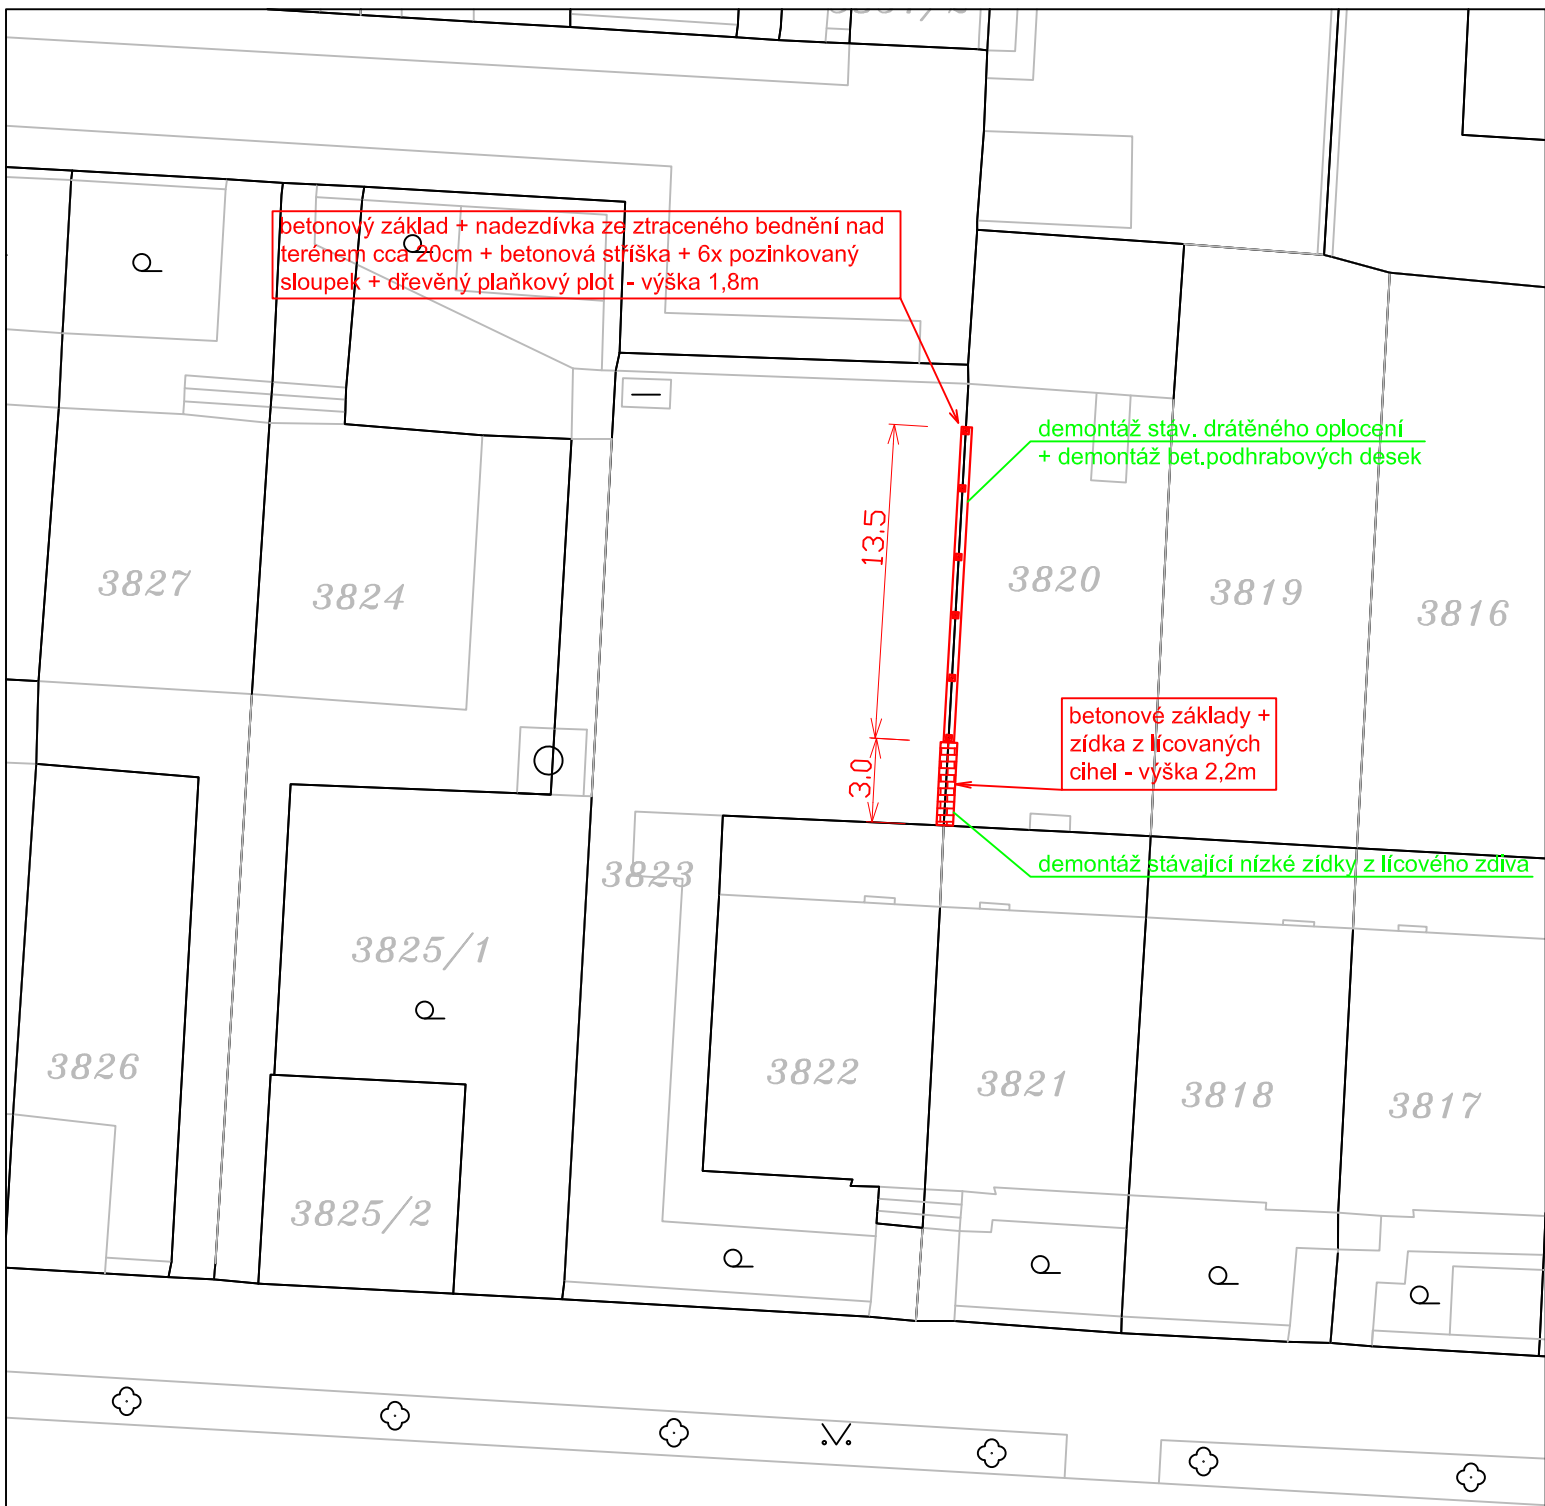 betonový základ + nadezdívka ze ztraceného bednění nad
terénem cca 20cm + betonová stříška + 6x pozinkovaný
sloupek + dřevěný plaňkový plot - výška 1,8m
demontáž stáv. drátěného oplocení
+ demontáž bet.podhrabových desek
13.5
3827
3824
3820
3819
3816
betonové základy +
zídka z lícovaných
cihel - výška 2,2m
3.0
demontáž stávající nízké zídky z lícového zdiva
3823
3825/1
3826
3822
3821
3818
3817
3825/2